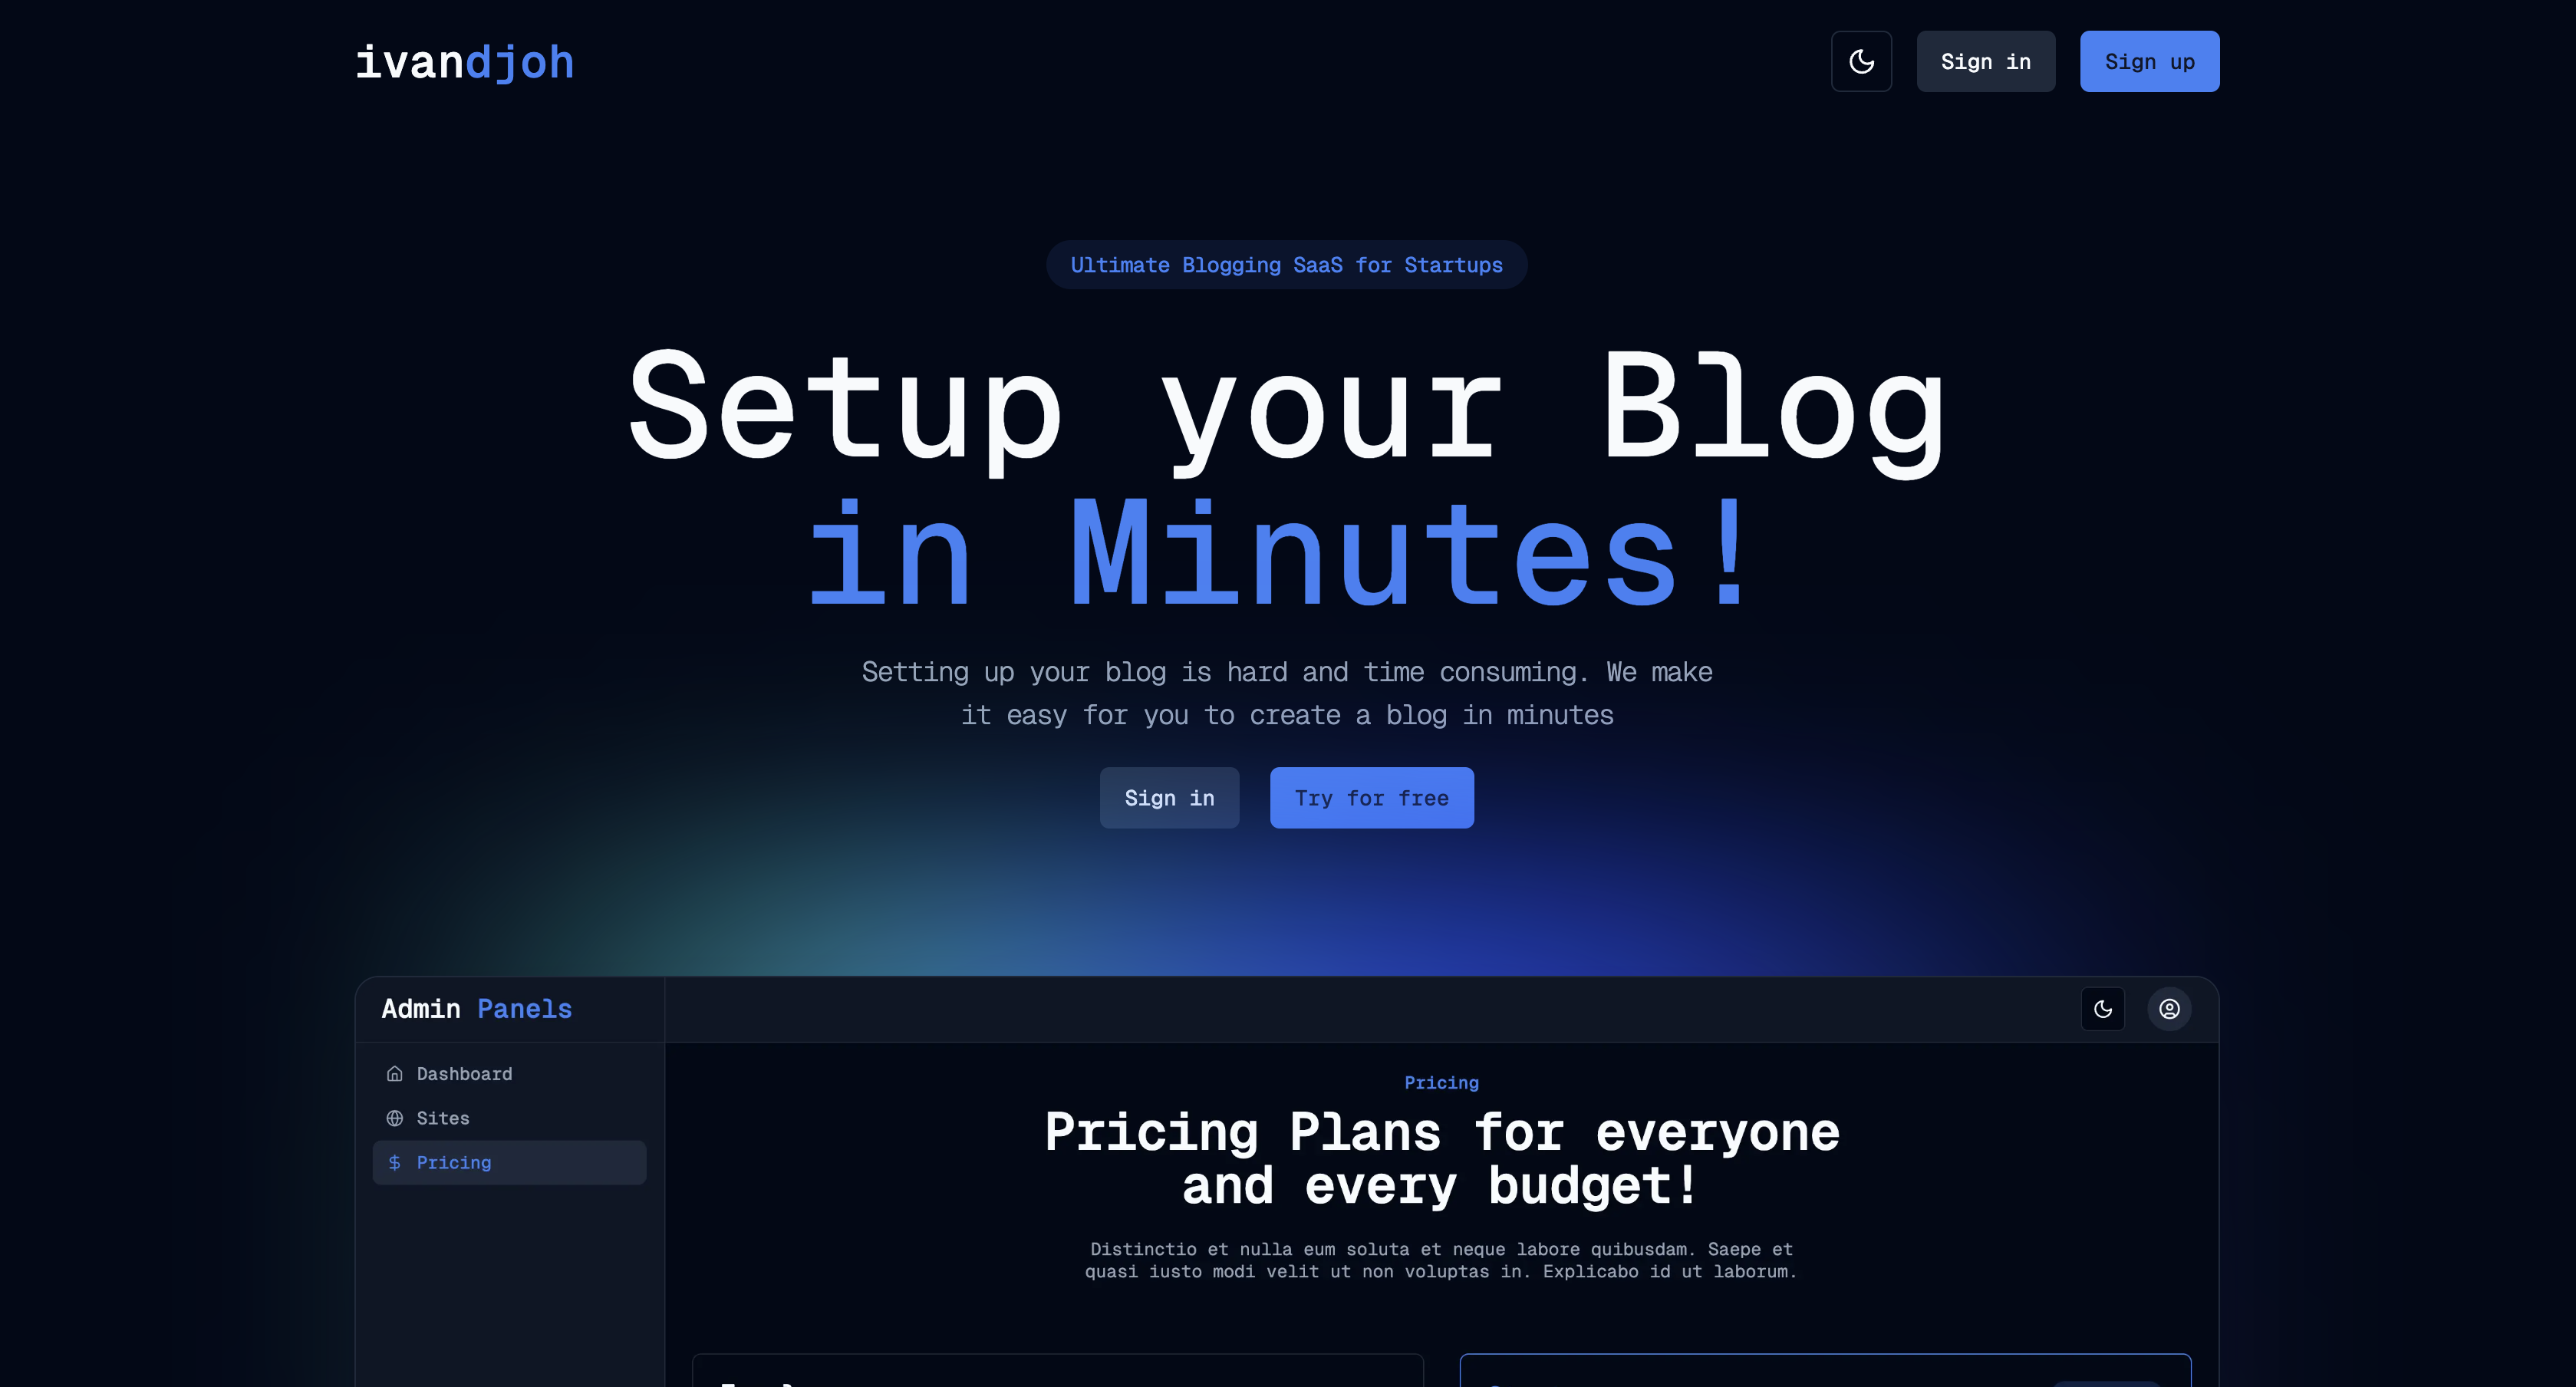 ivandjoh
Sign in
Sign up
Ultimate Blogging SaaS for Startups
Setup your Blog
in Minutes!
Setting up your blog is hard and time consuming. We make
it easy for you to create a blog in minutes
Sign in
Try for free
Admin Panels
Dashboard
Sites
Pricing
Pricing
Pricing Plans for everyone
and every budget!
Distinctio et nulla eum soluta et neque labore quibusdam. Saepe et
quasi iusto modi velit ut non voluptas in. Explicabo id ut laborum.